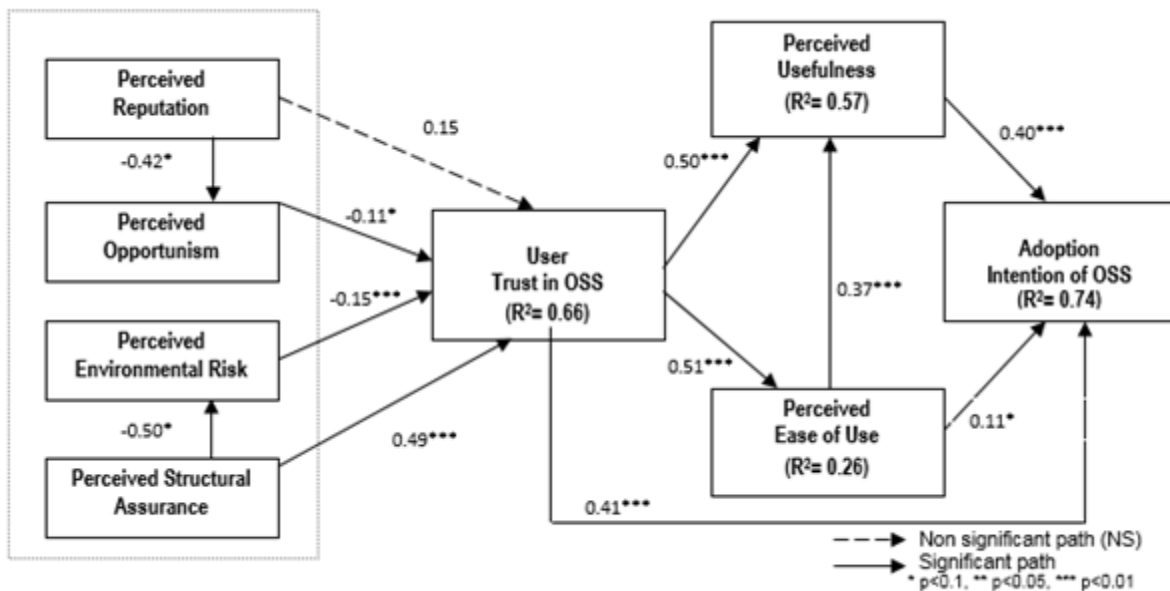 Perceived
Reputation
-0.42*
Perceived
Opportunism
Perceived
Environmental Risk
-0.50*
Perceived Structural
Assurance
0.15
-0.11*
-0.15***
0.49***
User
Trust in OSS
(R²= 0.66)
0.50***
0.51***
0.41***
Perceived
Usefulness
(R²= 0.57)
0.37***
Perceived
Ease of Use
(R²= 0.26)
0.40***
0.11*
Adoption
Intention of OSS
(R²= 0.74)
Non significant path (NS)
Significant path
* p<0.1, ** p<0.05, *** p<0.01